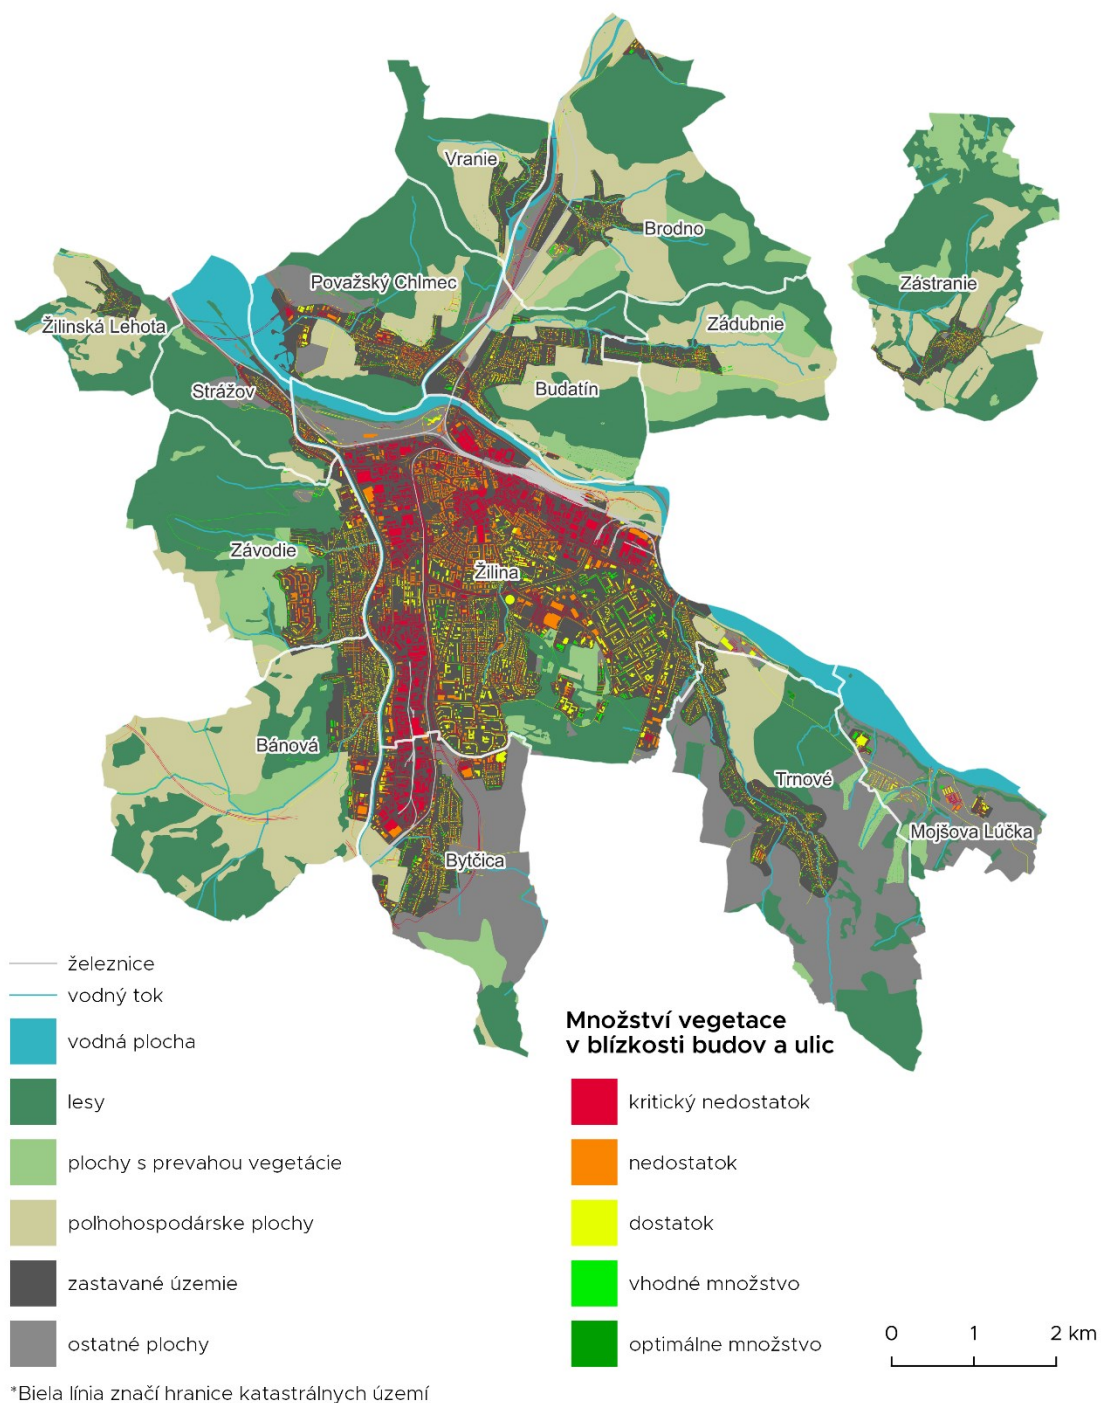 Vranie
Brodno
Považský Chlmec
Zástranie
Žilinská Lehota
Zádubnie
Strážov
Budatín
Závodie
Žilina
Bánová
Trnové
Mojšova Lúčka
Bytčica
železnice
vodný tok
vodná plocha
lesy
plochy s prevahou vegetácie
poľhohospodárske plochy
zastavané územie
ostatné plochy
Množství vegetace
v blízkosti budov a ulic
kritický nedostatok
nedostatok
dostatok
vhodné množstvo
optimálne množstvo
0 1 2 km
*Biela línia značí hranice katastrálnych území